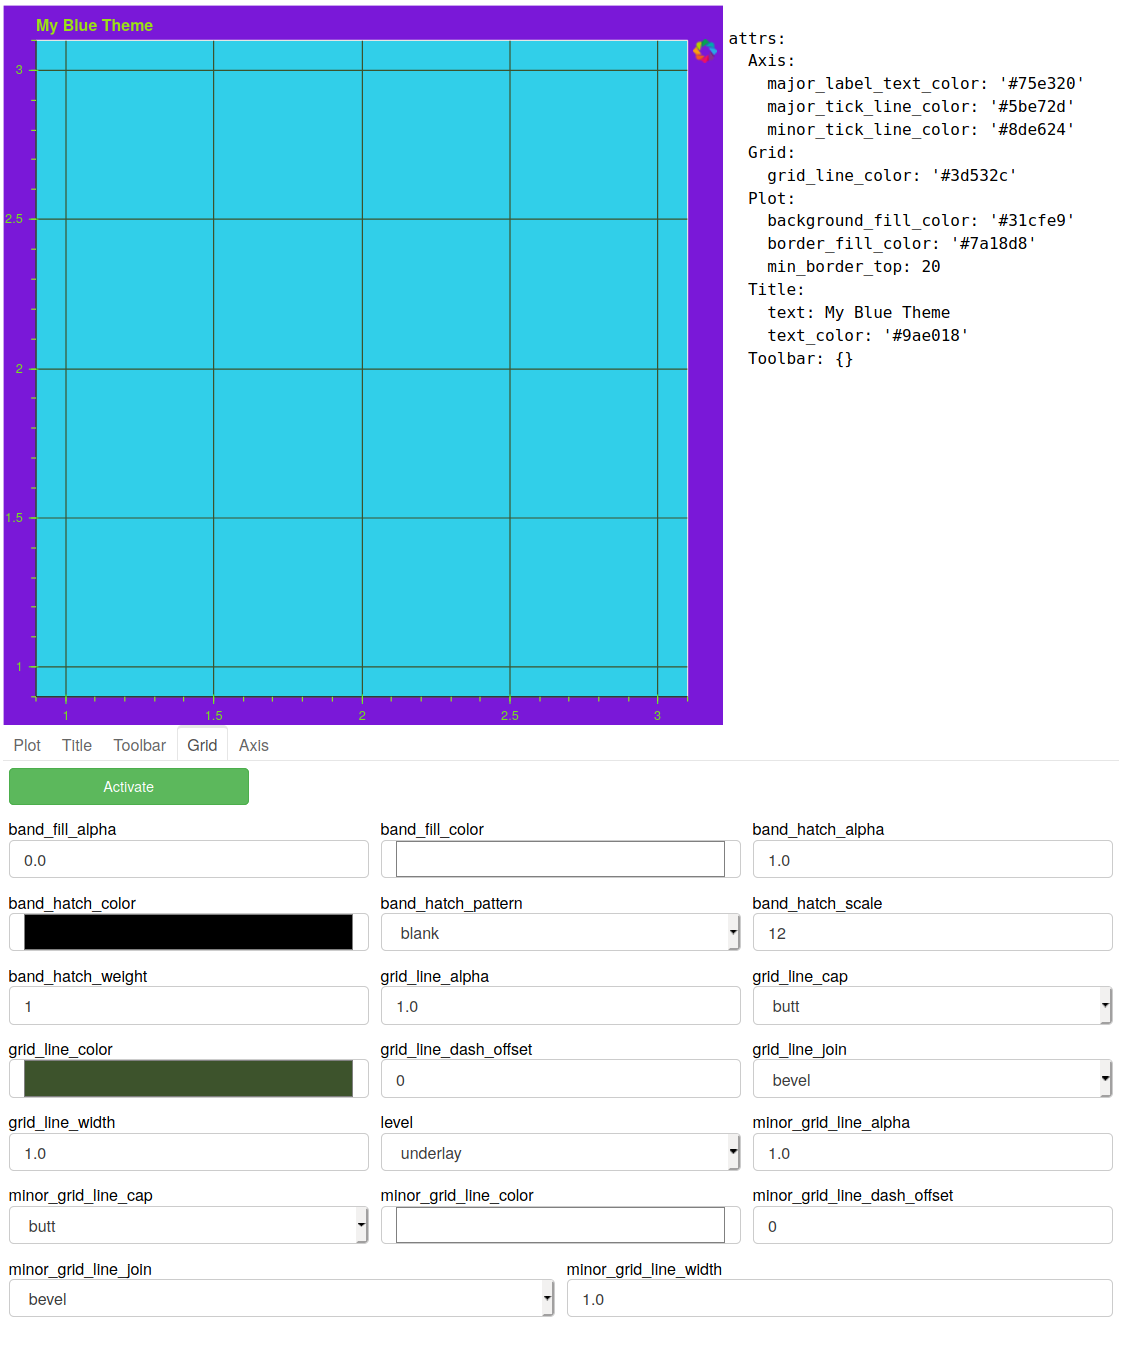 My Blue Theme
3
2.5
2
1.5
1
1
1.5
2
2.5
3
attrs:
  Axis:
    major_label_text_color: '#75e320'
    major_tick_line_color: '#5be72d'
    minor_tick_line_color: '#8de624'
  Grid:
    grid_line_color: '#3d532c'
  Plot:
    background_fill_color: '#31cfe9'
    border_fill_color: '#7a18d8'
    min_border_top: 20
  Title:
    text: My Blue Theme
    text_color: '#9ae018'
  Toolbar: {}
Plot Title Toolbar Grid Axis
Activate
band_fill_alpha band_fill_color band_hatch_alpha
0.0 1.0
band_hatch_color band_hatch_pattern band_hatch_scale
blank 12
band_hatch_weight grid_line_alpha grid_line_cap
1 1.0 butt
grid_line_color grid_line_dash_offset grid_line_join
0 bevel
grid_line_width level minor_grid_line_alpha
1.0 underlay 1.0
minor_grid_line_cap minor_grid_line_color minor_grid_line_dash_offset
butt 0
minor_grid_line_join minor_grid_line_width
bevel 1.0